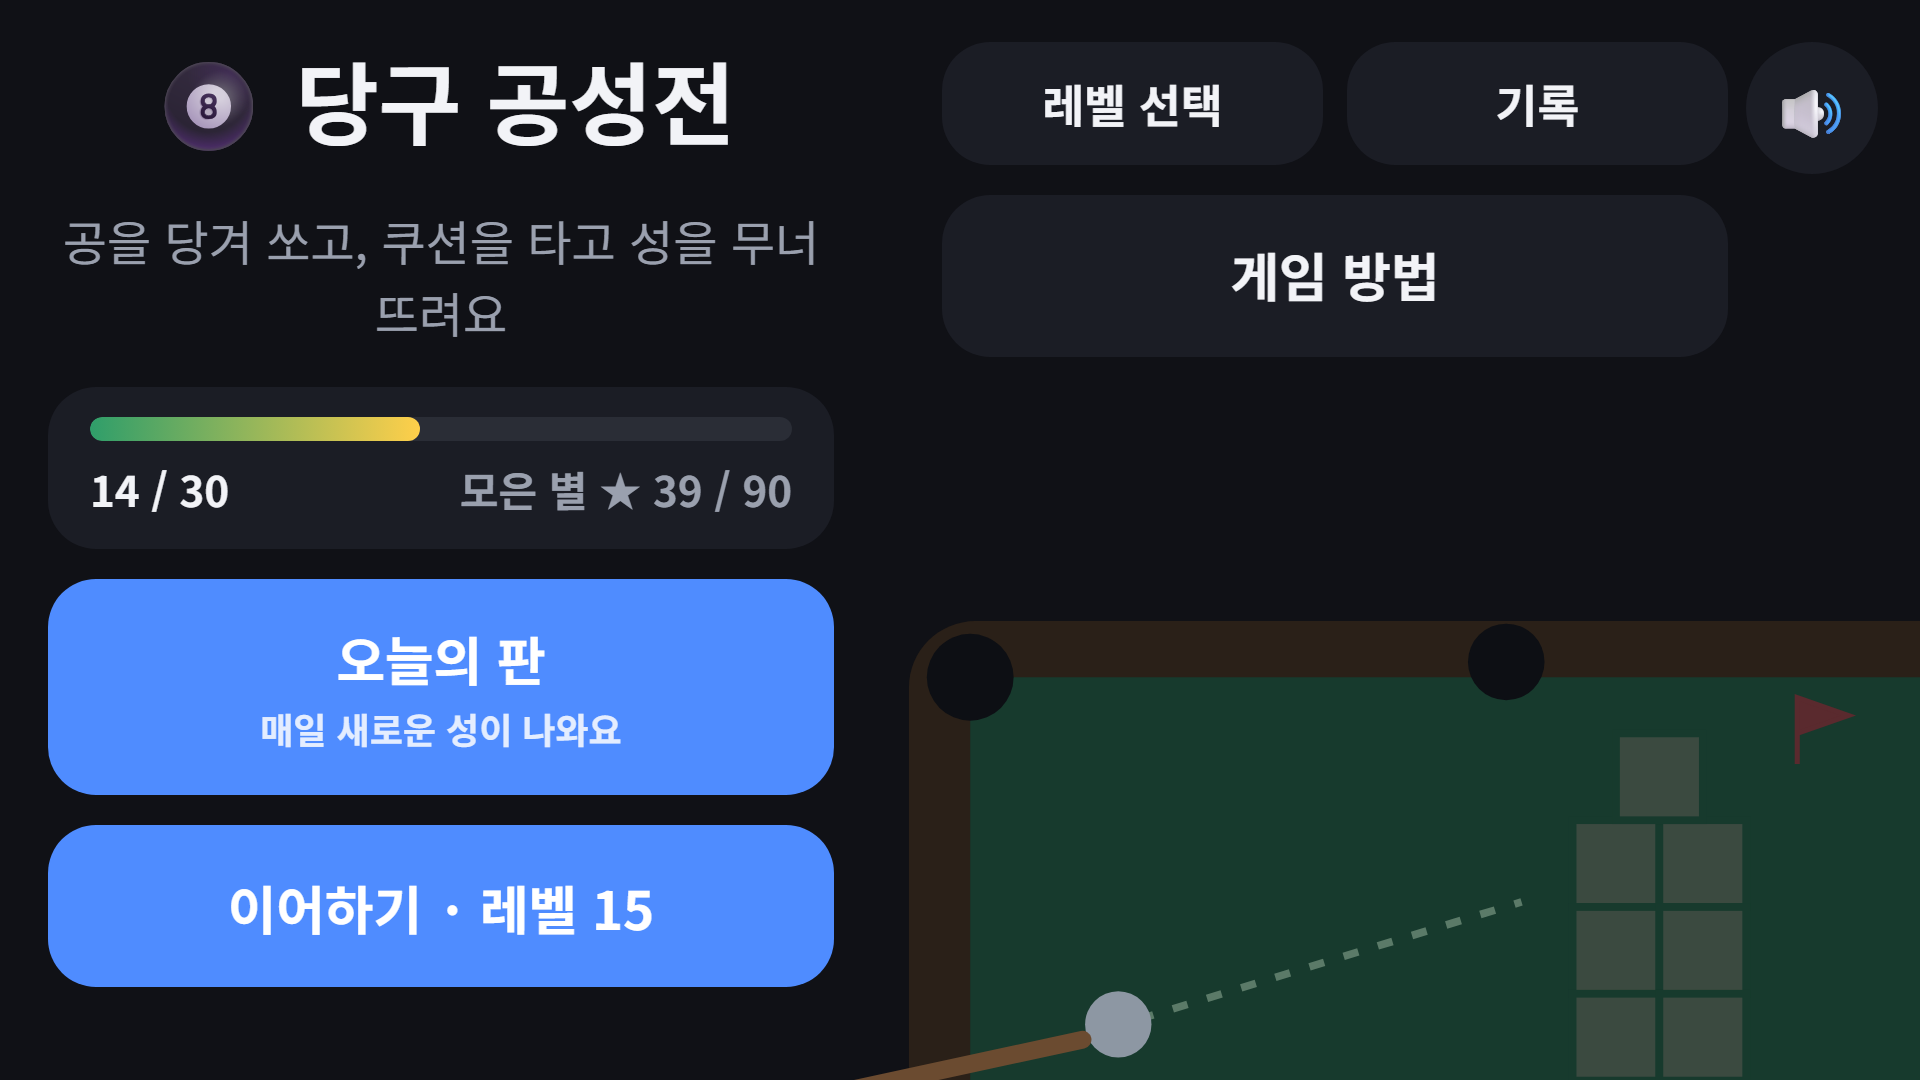 8
당구 공성전
공을 당겨 쏘고, 쿠션을 타고 성을 무너
뜨려요
14 / 30
모은 별 ★ 39 / 90
오늘의 판
매일 새로운 성이 나와요
이어하기 · 레벨 15
레벨 선택
기록
게임 방법